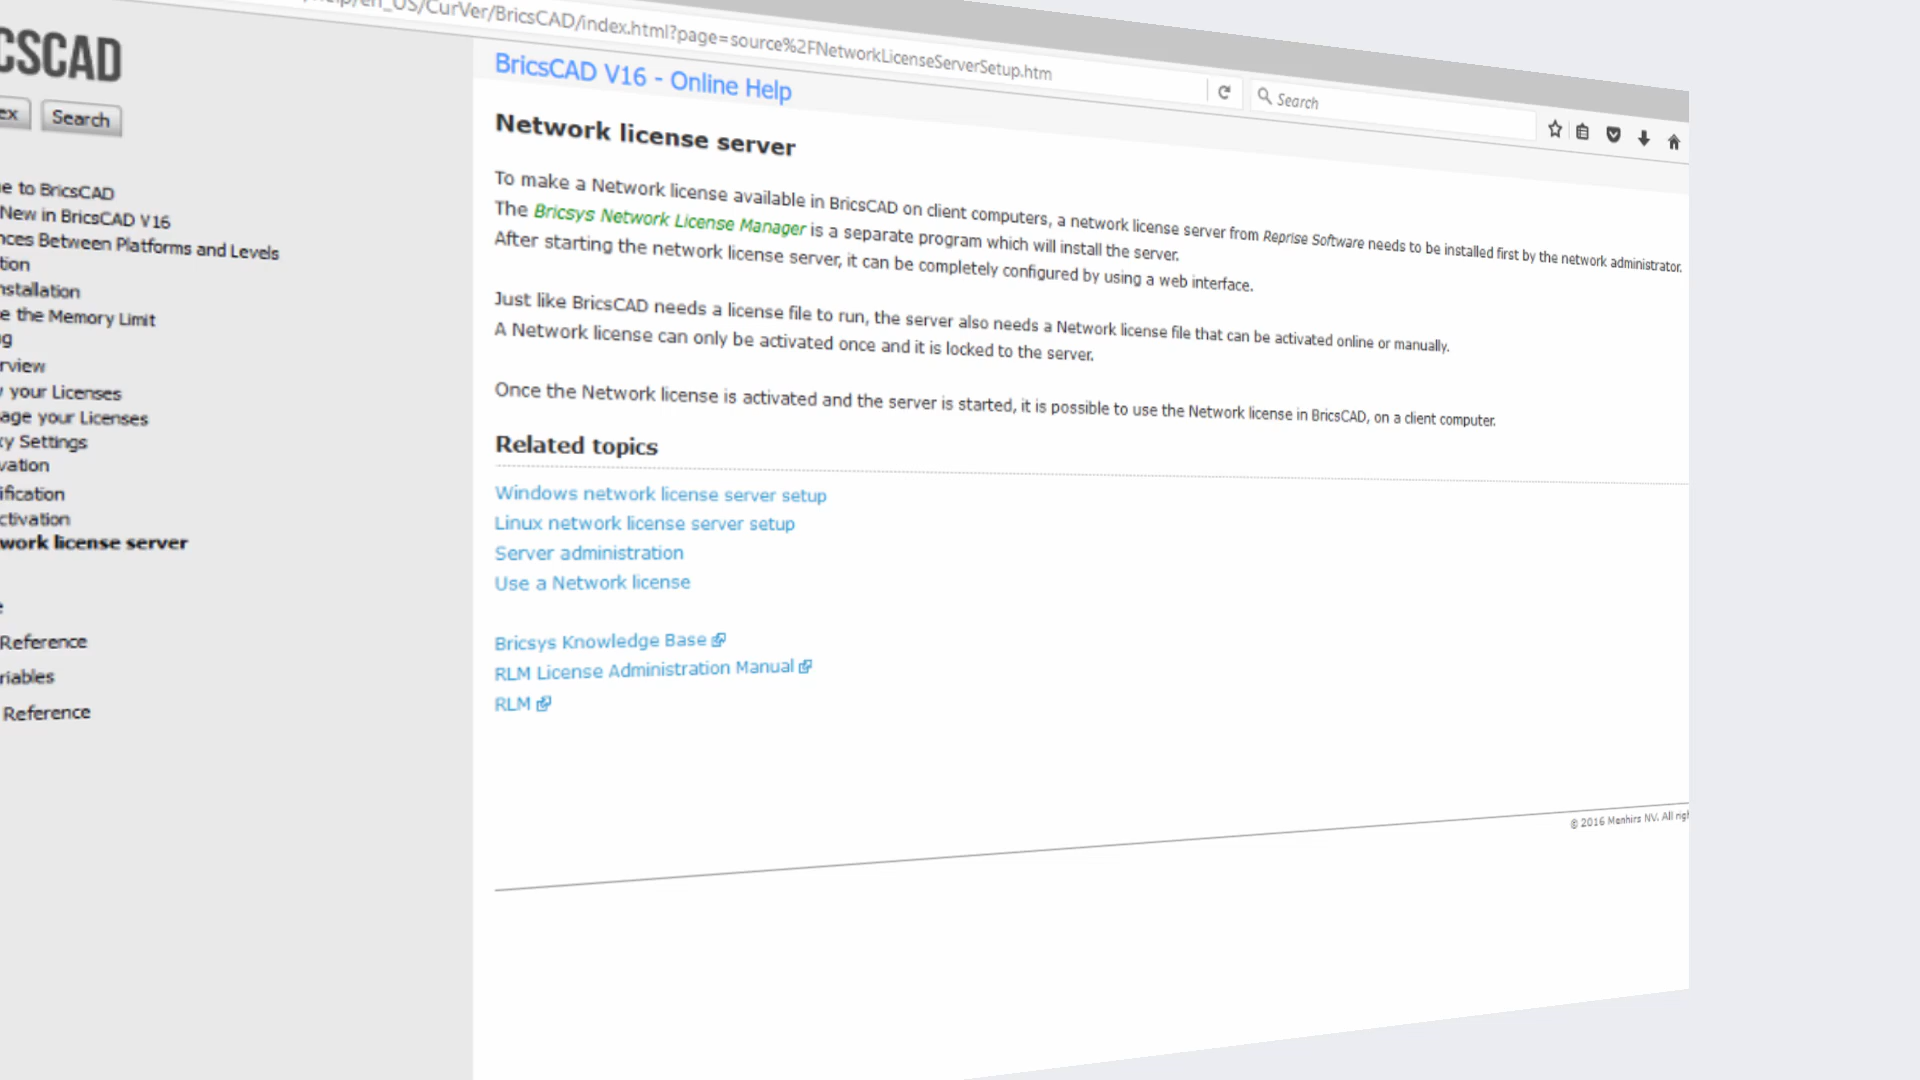 /help/en_US/CurVer/BricsCAD/index.html?page=source%2FNetworkLicenseServerSetup.htm
Search
CSCAD
ex
Search
e to BricsCAD
New in BricsCAD V16
nces Between Platforms and Levels
tion
nstallation
e the Memory Limit
g
rview
your Licenses
age your Licenses
xy Settings
vation
ification
ctivation
work license server
e
Reference
riables
Reference
BricsCAD V16 - Online Help
Network license server
To make a Network license available in BricsCAD on client computers, a network license server from Reprise Software needs to be installed first by the network administrator.
The Bricsys Network License Manager is a separate program which will install the server.
After starting the network license server, it can be completely configured by using a web interface.
Just like BricsCAD needs a license file to run, the server also needs a Network license file that can be activated online or manually.
A Network license can only be activated once and it is locked to the server.
Once the Network license is activated and the server is started, it is possible to use the Network license in BricsCAD, on a client computer.
Related topics
Windows network license server setup
Linux network license server setup
Server administration
Use a Network license
Bricsys Knowledge Base
RLM License Administration Manual
RLM
© 2016 Menhirs NV. All righ